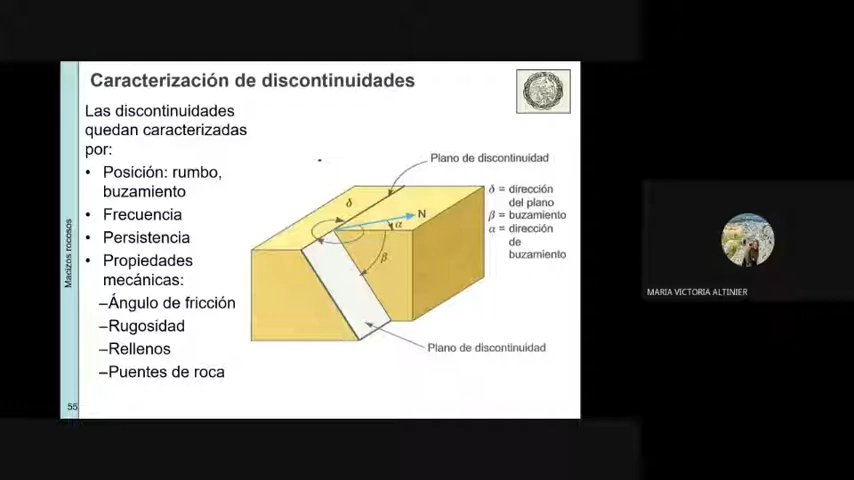 Caracterización de discontinuidades
Las discontinuidades
quedan caracterizadas
por:
• Posición: rumbo,
buzamiento
• Frecuencia
• Persistencia
• Propiedades
mecánicas:
–Ángulo de fricción
–Rugosidad
–Rellenos
–Puentes de roca
Plano de discontinuidad
δ = dirección
del plano
β = buzamiento
α = dirección
de
buzamiento
δ
N
α
β
Plano de discontinuidad
Macizos rocosos
55
MARIA VICTORIA ALTINIER